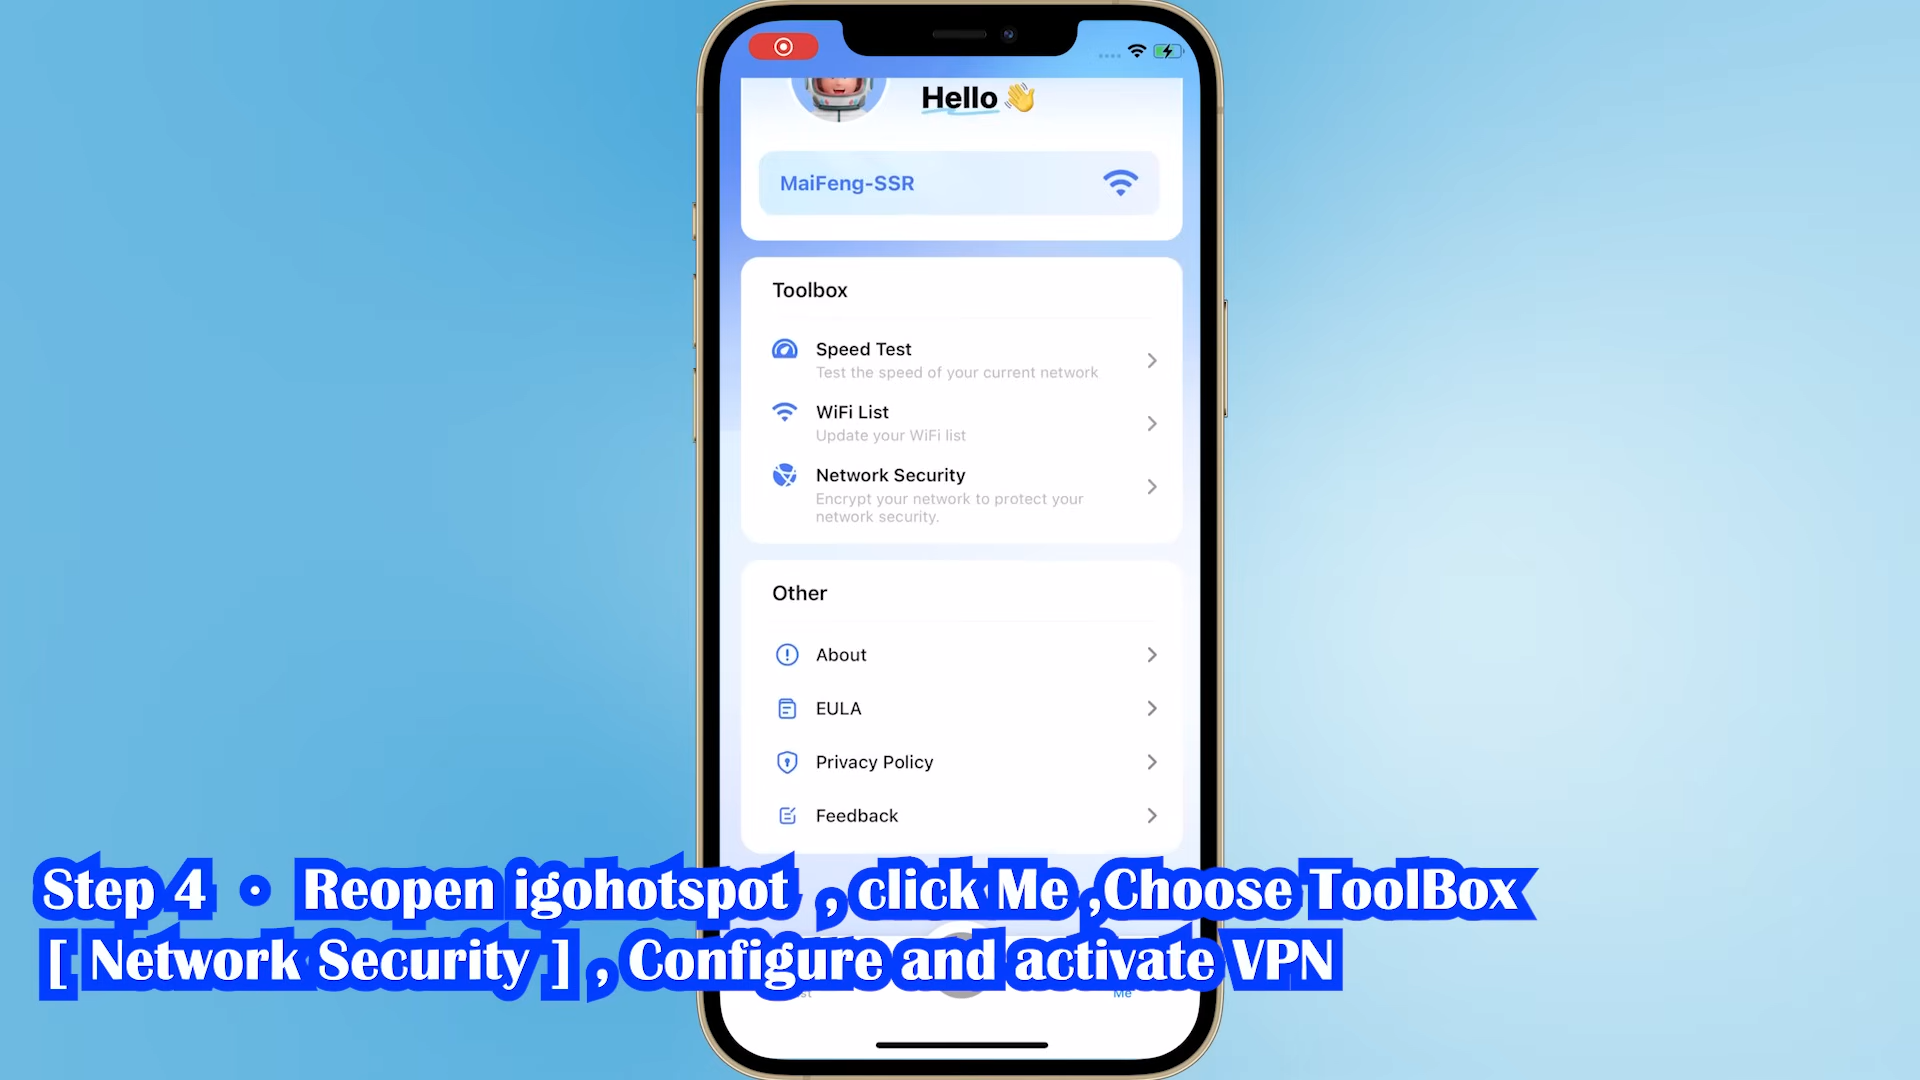 Hello 👋
MaiFeng-SSR
Toolbox
Speed Test
Test the speed of your current network
WiFi List
Update your WiFi list
Network Security
Encrypt your network to protect your
network security.
Other
About
EULA
Privacy Policy
Feedback
Step 4 • Reopen igohotspot , click Me ,Choose ToolBox
[ Network Security ] , Configure and activate VPN
Me